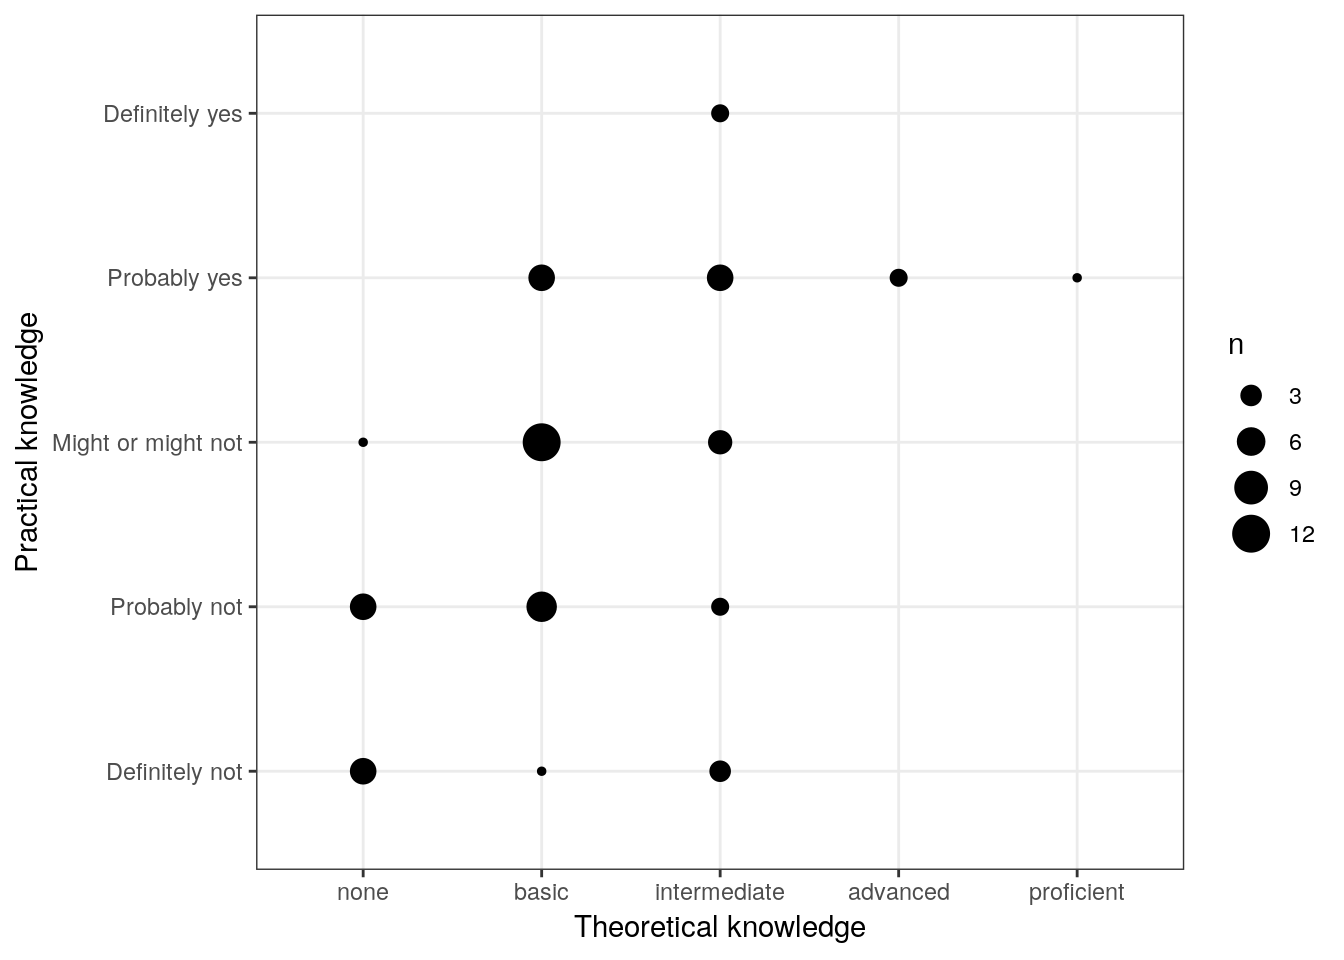 Definitely yes
Probably yes
Might or might not
Probably not
Definitely not
Practical knowledge
none basic intermediate advanced proficient
Theoretical knowledge
n
3
6
9
12